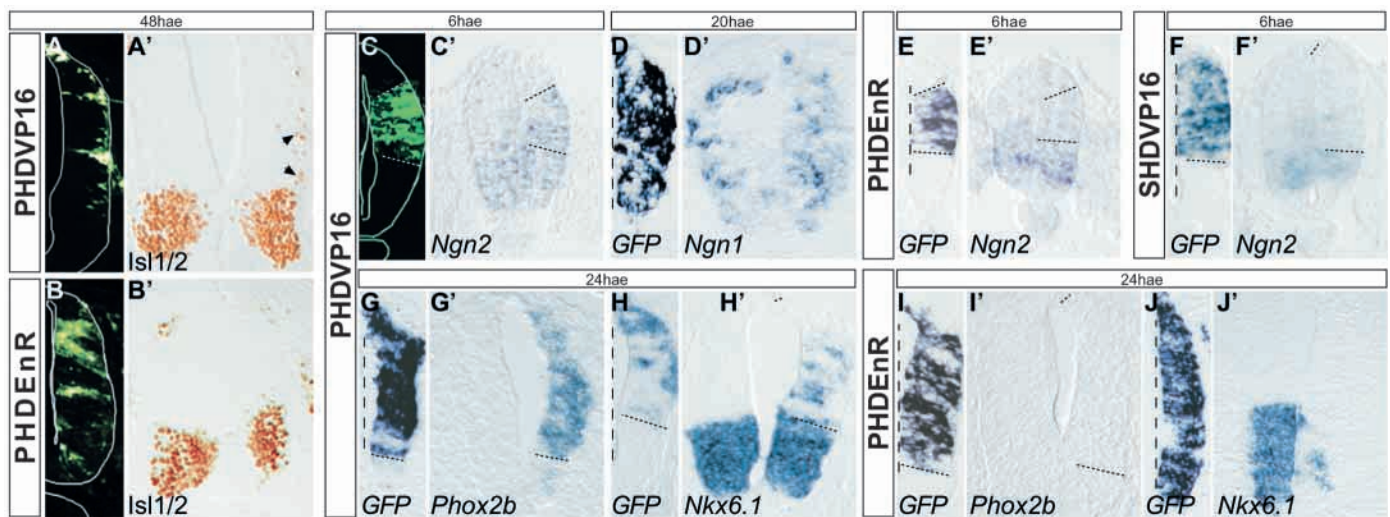 48hae
6hae
20hae
6hae
6hae
PHDVP16
A
A’
Isl1/2
PHDVP16
C
C’
Ngn2
D
GFP
D’
Ngn1
PHDEnR
E
GFP
E’
Ngn2
SHDVP16
F
GFP
F’
Ngn2
PHDEnR
B
B’
Isl1/2
24hae
G
GFP
G’
Phox2b
H
GFP
H’
Nkx6.1
24hae
PHDEnR
I
GFP
I’
Phox2b
J
GFP
J’
Nkx6.1